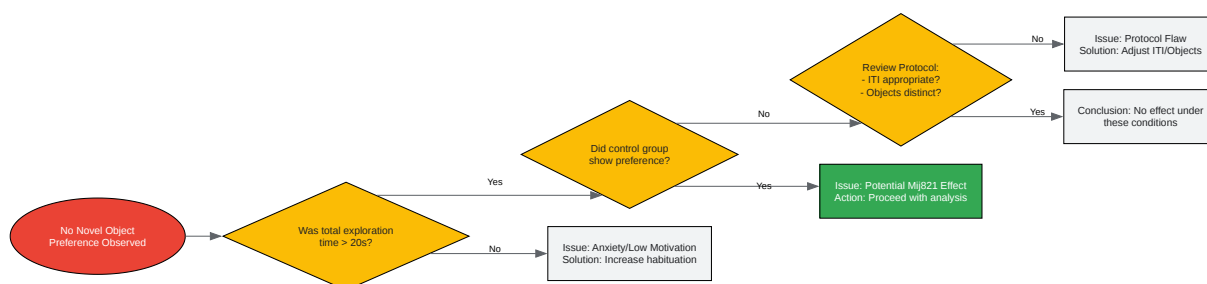 No Novel Object
Preference Observed
Was total exploration
time > 20s?
Yes
No
Issue: Anxiety/Low Motivation
Solution: Increase habituation
Did control group
show preference?
No
Yes
Issue: Potential Mij821 Effect
Action: Proceed with analysis
Review Protocol:
- ITI appropriate?
- Objects distinct?
No
Issue: Protocol Flaw
Solution: Adjust ITI/Objects
Yes
Conclusion: No effect under
these conditions